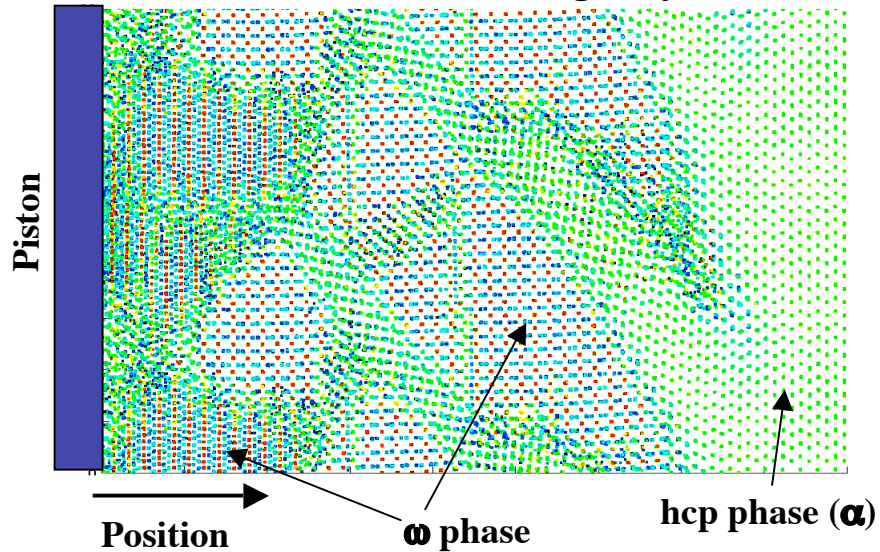 Piston
Position
ω phase
hcp phase (α)